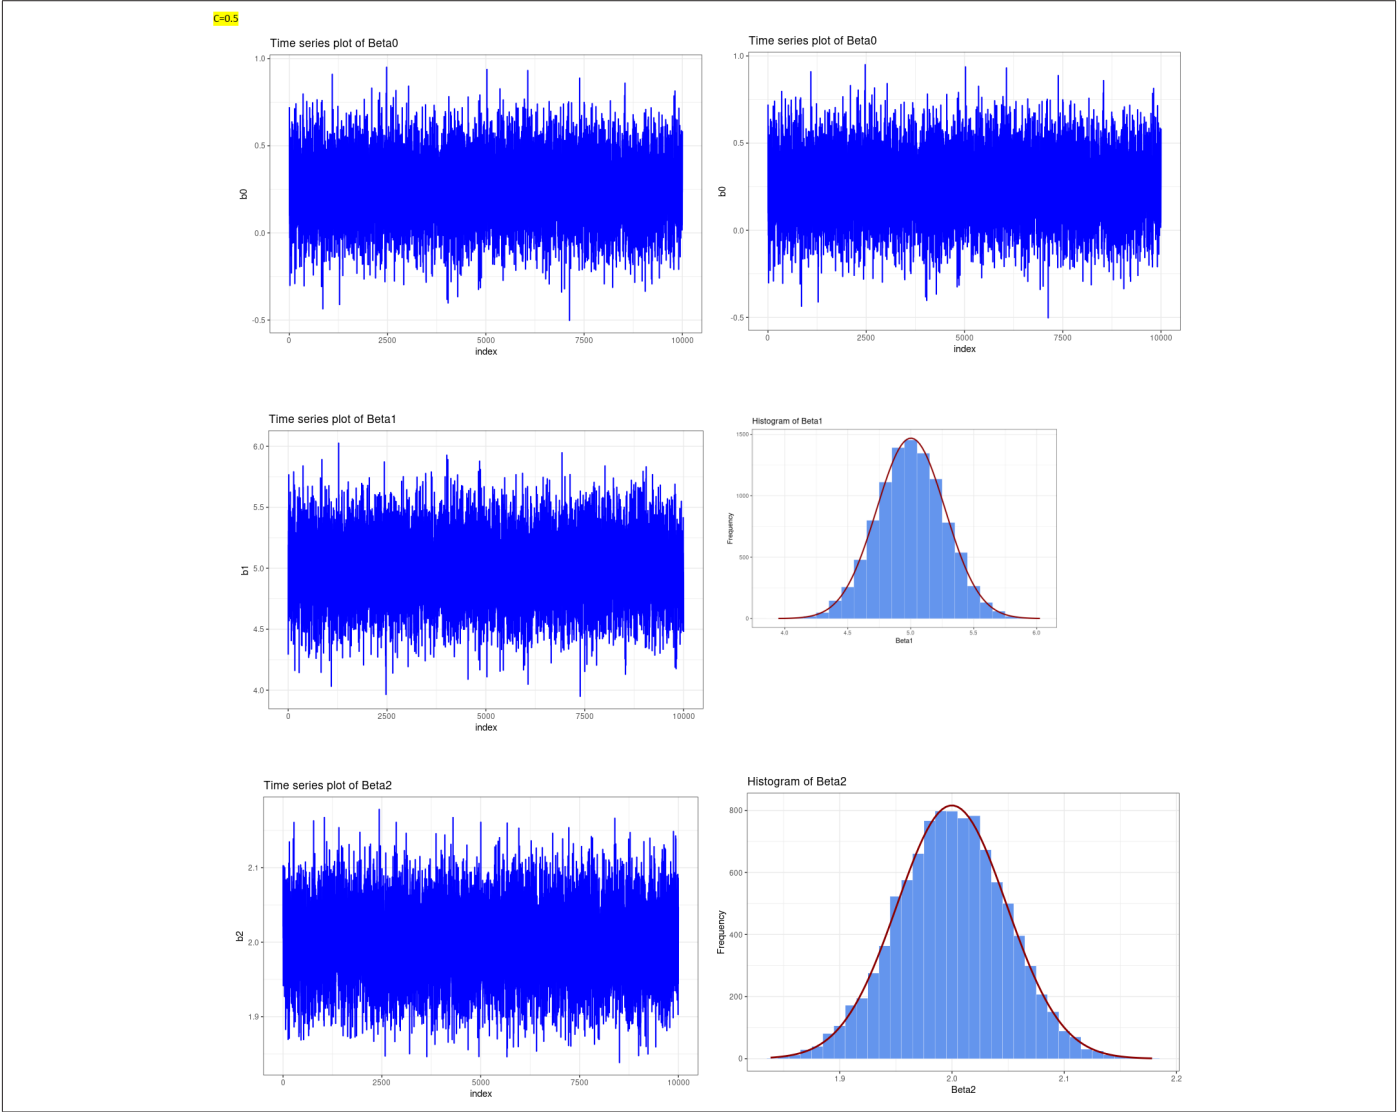 C=0.5
Time series plot of Beta0
1.0
0.5
0.0
-0.5
b0
0 2500 5000 7500 10000
index
Time series plot of Beta0
1.0
0.5
0.0
-0.5
b0
0 2500 5000 7500 10000
index
Time series plot of Beta1
6.0
5.5
5.0
4.5
4.0
b1
0 2500 5000 7500 10000
index
Histogram of Beta1
1500
1000
500
0
Frequency
4.0 4.5 5.0 5.5 6.0
Beta1
Time series plot of Beta2
2.1
2.0
1.9
b2
0 2500 5000 7500 10000
index
Histogram of Beta2
800
600
400
200
0
Frequency
1.9 2.0 2.1 2.2
Beta2